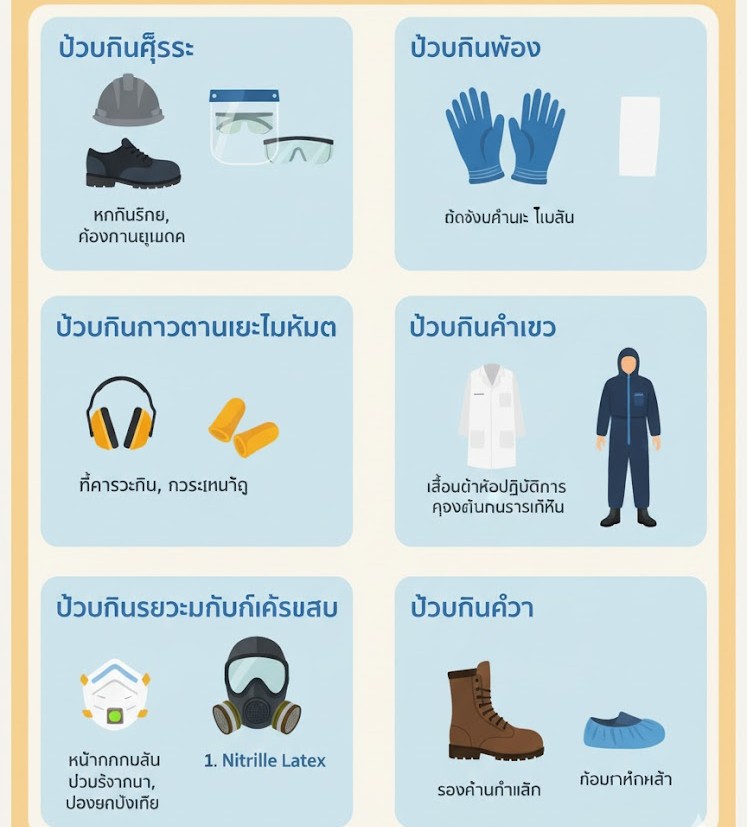 ป้วบกินศุ็รระ
หกกันริกย,
ค้องกานยุเมดค
ป้วบกินพ้อง
ถัดจังบคำนะ ไบสัน
ป้วบกินกาวตานเยะไมหัมต
ที้คารวะกิน, กวระเทนาัถู
ป้วบกินคำเขว
เสื้อนต้าห้อปฏิบัติการ
คุจงต้นกนรารเกิหืน
ป้วบกินรยวะมกับก์เค้รชสบ
หน้ากกกบลัน
ปวนรัจากนา,
ปองยคบังเกีย
1. Nitrille Latex
ป้วบกินคำวา
รองค้านกำแสัก
ก้อบเาห้กหล้า